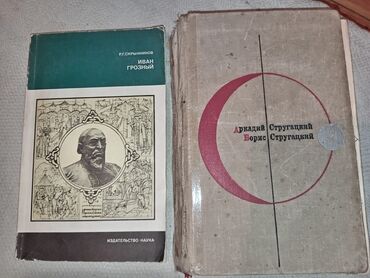 Р.Г. СКРЫННИКОВ
ИВАН
ГРОЗНЫЙ
ИЗДАТЕЛЬСТВО · НАУКА ·
Аркадий Стругацкий
Борис Стругацкий